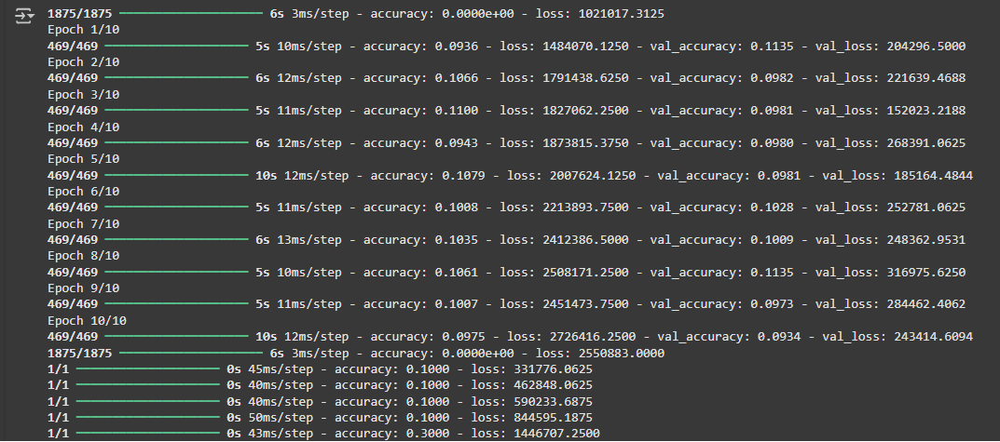 1875/1875 ━━━━━━━━━━━━━━━━━━━━ 6s 3ms/step - accuracy: 0.0000e+00 - loss: 1021017.3125
Epoch 1/10
469/469 ━━━━━━━━━━━━━━━━━━━━ 5s 10ms/step - accuracy: 0.0936 - loss: 1484070.1250 - val_accuracy: 0.1135 - val_loss: 204296.5000
Epoch 2/10
469/469 ━━━━━━━━━━━━━━━━━━━━ 6s 12ms/step - accuracy: 0.1066 - loss: 1791438.6250 - val_accuracy: 0.0982 - val_loss: 221639.4688
Epoch 3/10
469/469 ━━━━━━━━━━━━━━━━━━━━ 5s 11ms/step - accuracy: 0.1100 - loss: 1827062.2500 - val_accuracy: 0.0981 - val_loss: 152023.2188
Epoch 4/10
469/469 ━━━━━━━━━━━━━━━━━━━━ 6s 12ms/step - accuracy: 0.0943 - loss: 1873815.3750 - val_accuracy: 0.0980 - val_loss: 268391.0625
Epoch 5/10
469/469 ━━━━━━━━━━━━━━━━━━━━ 10s 12ms/step - accuracy: 0.1079 - loss: 2007624.1250 - val_accuracy: 0.0981 - val_loss: 185164.4844
Epoch 6/10
469/469 ━━━━━━━━━━━━━━━━━━━━ 5s 11ms/step - accuracy: 0.1008 - loss: 2213893.7500 - val_accuracy: 0.1028 - val_loss: 252781.0625
Epoch 7/10
469/469 ━━━━━━━━━━━━━━━━━━━━ 6s 13ms/step - accuracy: 0.1035 - loss: 2412386.5000 - val_accuracy: 0.1009 - val_loss: 248362.9531
Epoch 8/10
469/469 ━━━━━━━━━━━━━━━━━━━━ 5s 10ms/step - accuracy: 0.1061 - loss: 2508171.2500 - val_accuracy: 0.1135 - val_loss: 316975.6250
Epoch 9/10
469/469 ━━━━━━━━━━━━━━━━━━━━ 5s 11ms/step - accuracy: 0.1007 - loss: 2451473.7500 - val_accuracy: 0.0973 - val_loss: 284462.4062
Epoch 10/10
469/469 ━━━━━━━━━━━━━━━━━━━━ 10s 12ms/step - accuracy: 0.0975 - loss: 2726416.2500 - val_accuracy: 0.0934 - val_loss: 243414.6094
1875/1875 ━━━━━━━━━━━━━━━━━━━━ 6s 3ms/step - accuracy: 0.0000e+00 - loss: 2550883.0000
1/1 ━━━━━━━━━━━━━━━━━━━━ 0s 45ms/step - accuracy: 0.1000 - loss: 331776.0625
1/1 ━━━━━━━━━━━━━━━━━━━━ 0s 40ms/step - accuracy: 0.1000 - loss: 462848.0625
1/1 ━━━━━━━━━━━━━━━━━━━━ 0s 40ms/step - accuracy: 0.1000 - loss: 590233.6875
1/1 ━━━━━━━━━━━━━━━━━━━━ 0s 50ms/step - accuracy: 0.1000 - loss: 844595.1875
1/1 ━━━━━━━━━━━━━━━━━━━━ 0s 43ms/step - accuracy: 0.3000 - loss: 1446707.2500